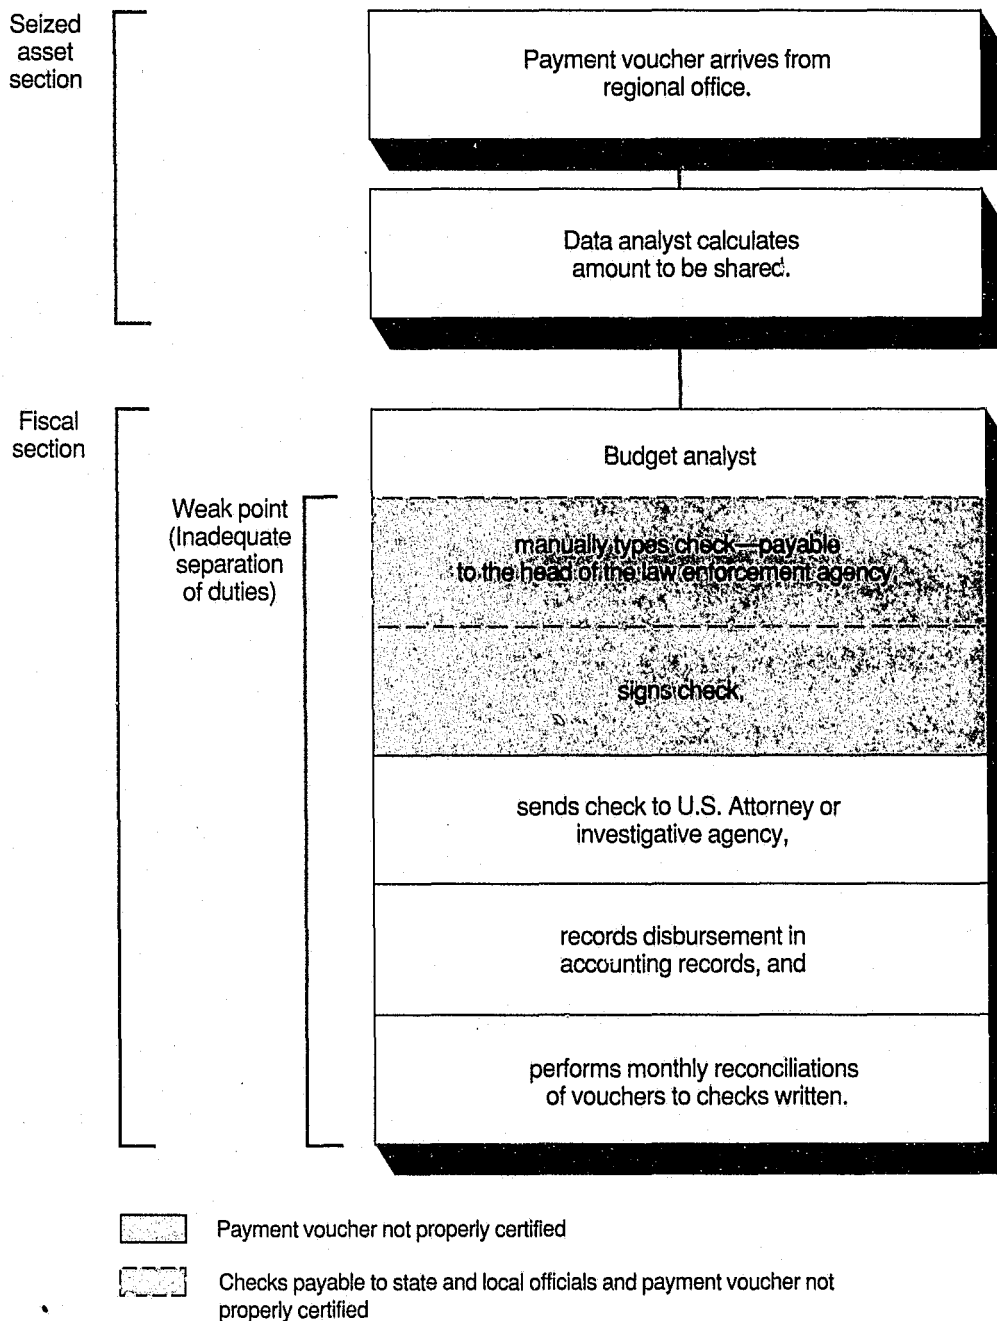 Seized
asset
section
Payment voucher arrives from
regional office.
Data analyst calculates
amount to be shared.
Fiscal
section
Budget analyst
Weak point
(Inadequate
separation
of duties)
manually types check—payable
to the head of the law enforcement agency,
signs check,
sends check to U.S. Attorney or
investigative agency,
records disbursement in
accounting records, and
performs monthly reconciliations
of vouchers to checks written.
Payment voucher not properly certified
Checks payable to state and local officials and payment voucher not
properly certified